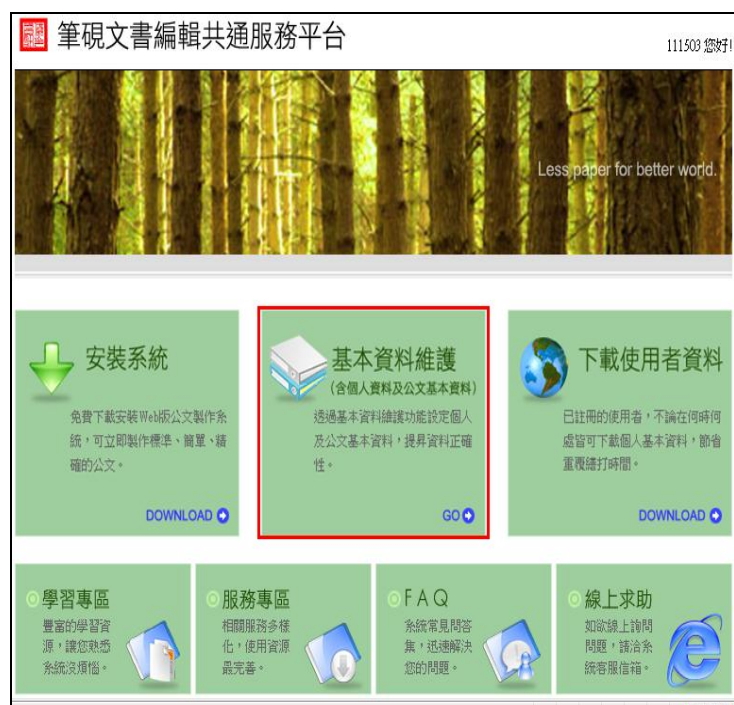 筆硯文書編輯共通服務平台
111503 您好!
Less paper for better world.
安裝系統
免費下載安裝Web版公文製作系
統，可立即製作標準、簡單、精
確的公文。
DOWNLOAD
基本資料維護
(含個人資料及公文基本資料)
透過基本資料維護功能設定個人
及公文基本資料，提昇資料正確
性。
GO
下載使用者資料
已註冊的使用者，不論在何時何
處皆可下載個人基本資料，節省
重覆繕打時間。
DOWNLOAD
學習專區
豐富的學習資
源，讓您熟悉
系統沒煩惱。
服務專區
相關服務多樣
化，使用資源
最完善。
FAQ
系統常見問答
集，迅速解決
您的問題。
線上求助
如欲線上詢問
問題，請洽系
統客服信箱。